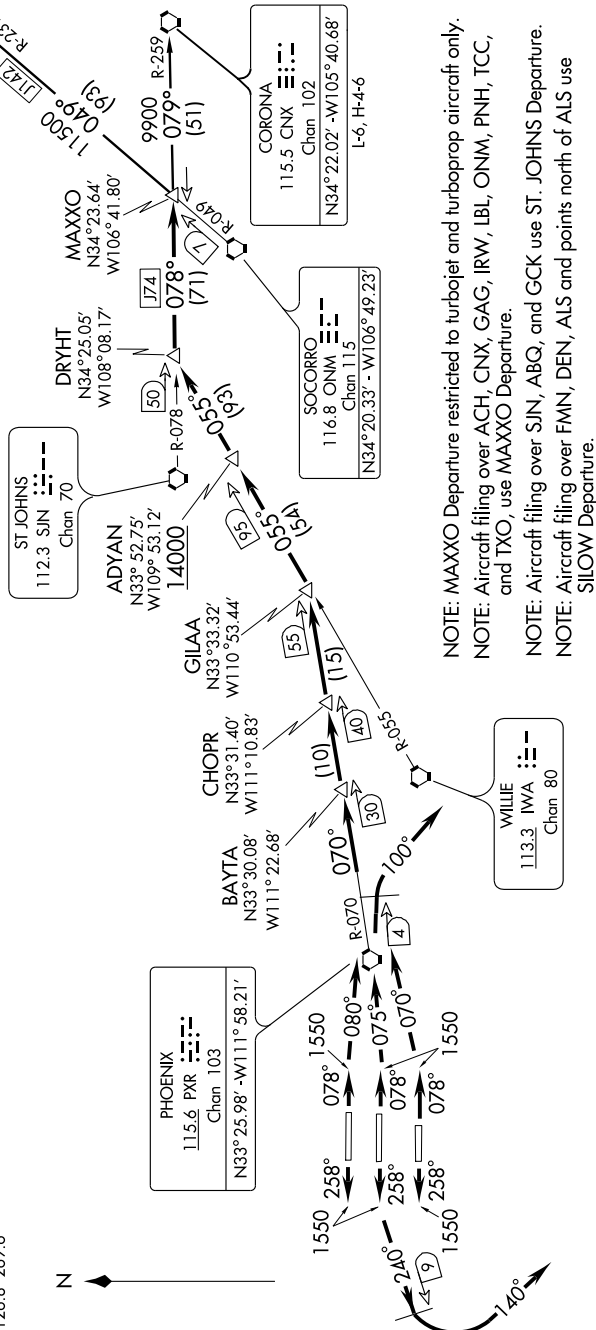 128.8 269.6
N
PHOENIX
115.6 PXR
Chan 103
N33°25.98' -W111°58.21'
ST JOHNS
112.3 SJN
Chan 70
WILLIE
113.3 IWA
Chan 80
SOCORRO
116.8 ONM
Chan 115
N34°20.33' - W106°49.23'
CORONA
115.5 CNX
Chan 102
N34°22.02' -W105°40.68'
L-6, H-4-6
BAYTA
N33°30.08'
W111°22.68'
CHOPR
N33°31.40'
W111°10.83'
GILAA
N33°33.32'
W110°53.44'
ADYAN
N33°52.75'
W109°53.12'
14000
DRYHT
N34°25.05'
W108°08.17'
MAXXO
N34°23.64'
W106°41.80'
1550
258°
078°
1550
080°
258°
078°
075°
258°
078°
070°
1550
1550
240°
9
140°
R-070
4
100°
070°
30
(10)
40
(15)
55
R-055
055°
(54)
95
055°
(93)
50
R-078
J74
078°
(71)
7
R-049
9900
079°
(51)
R-259
11500
049°
(93)
J142
R-23
NOTE: MAXXO Departure restricted to turbojet and turboprop aircraft only.
NOTE: Aircraft filing over ACH, CNX, GAG, IRW, LBL, ONM, PNH, TCC,
and TXO, use MAXXO Departure.
NOTE: Aircraft filing over SJN, ABQ, and GCK use ST. JOHNS Departure.
NOTE: Aircraft filing over FMN, DEN, ALS and points north of ALS use
SILOW Departure.